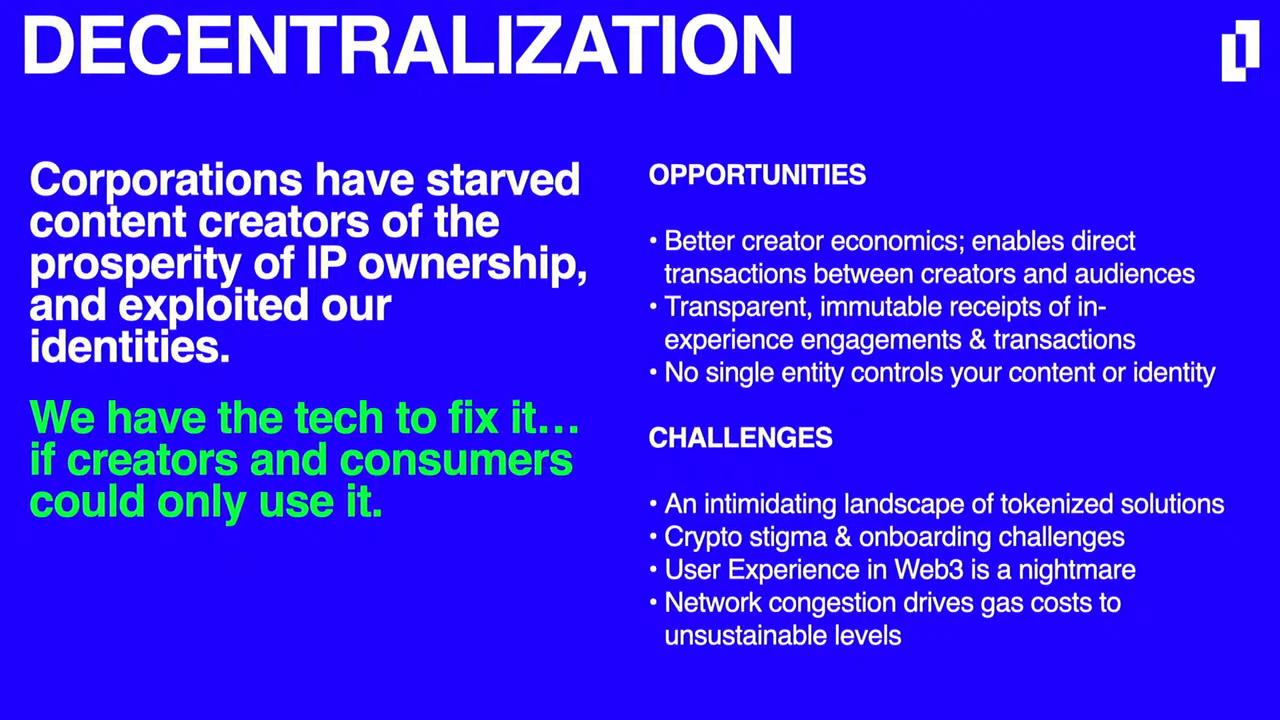 DECENTRALIZATION
Corporations have starved
content creators of the
prosperity of IP ownership,
and exploited our
identities.
We have the tech to fix it...
if creators and consumers
could only use it.
OPPORTUNITIES
• Better creator economics; enables direct
transactions between creators and audiences
• Transparent, immutable receipts of in-
experience engagements & transactions
• No single entity controls your content or identity
CHALLENGES
• An intimidating landscape of tokenized solutions
• Crypto stigma & onboarding challenges
• User Experience in Web3 is a nightmare
• Network congestion drives gas costs to
unsustainable levels